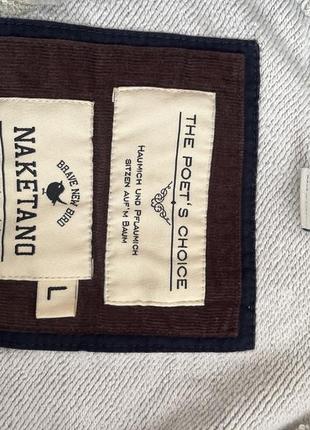 BRAVE NEW BIRD
NAKETANO
L
THE POET'S CHOICE
HAUMICH UND PFLAUMICH
SITZEN AUF'M BAUM